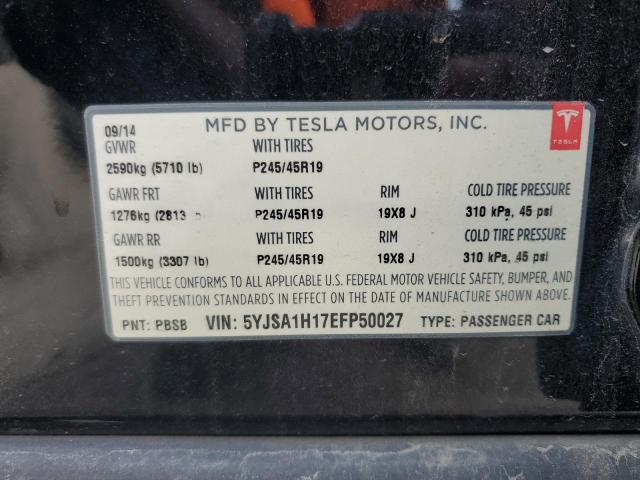 09/14 MFD BY TESLA MOTORS, INC.
GVWR WITH TIRES
2590kg (5710 lb) P245/45R19
GAWR FRT WITH TIRES RIM COLD TIRE PRESSURE
1276kg (2813 P245/45R19 19X8 J 310 kPa, 45 psi
GAWR RR WITH TIRES RIM COLD TIRE PRESSURE
1500kg (3307 lb) P245/45R19 19X8 J 310 kPa, 45 psi
THIS VEHICLE CONFORMS TO ALL APPLICABLE U.S. FEDERAL MOTOR VEHICLE SAFETY, BUMPER, AND
THEFT PREVENTION STANDARDS IN EFFECT ON THE DATE OF MANUFACTURE SHOWN ABOVE.
PNT: PBSB VIN: 5YJSA1H17EFP50027 TYPE: PASSENGER CAR
TESLA